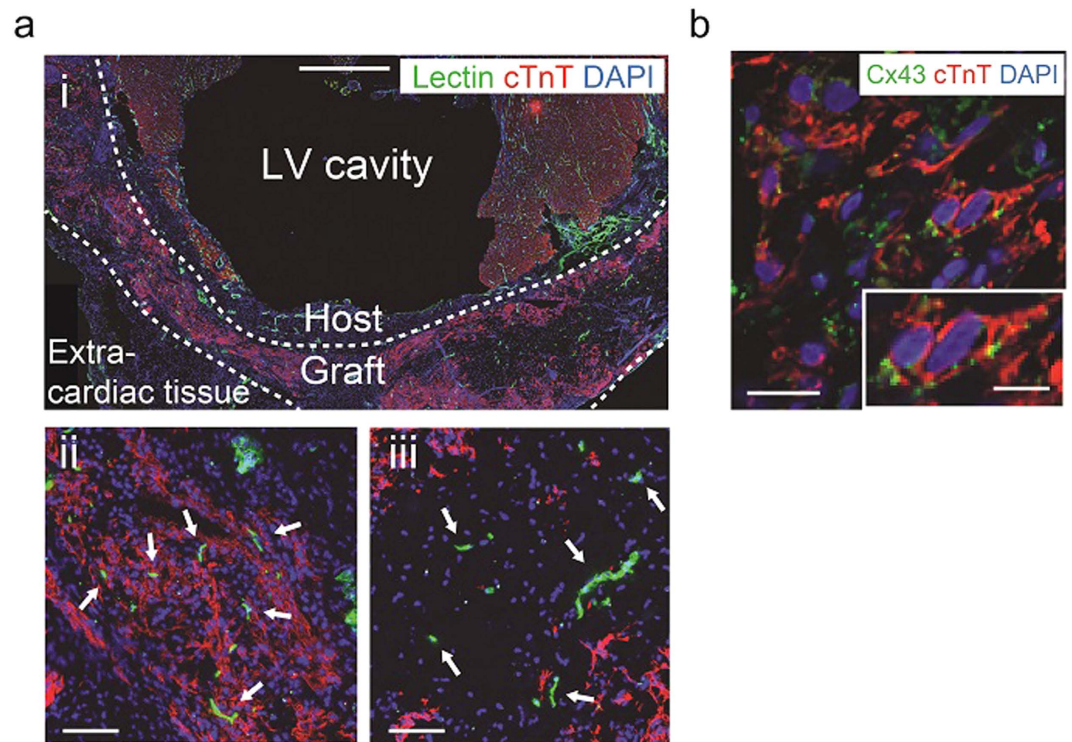 a
b
i
Lectin cTnT DAPI
LV cavity
Host
Graft
Extra-
cardiac tissue
Cx43 cTnT DAPI
ii
iii